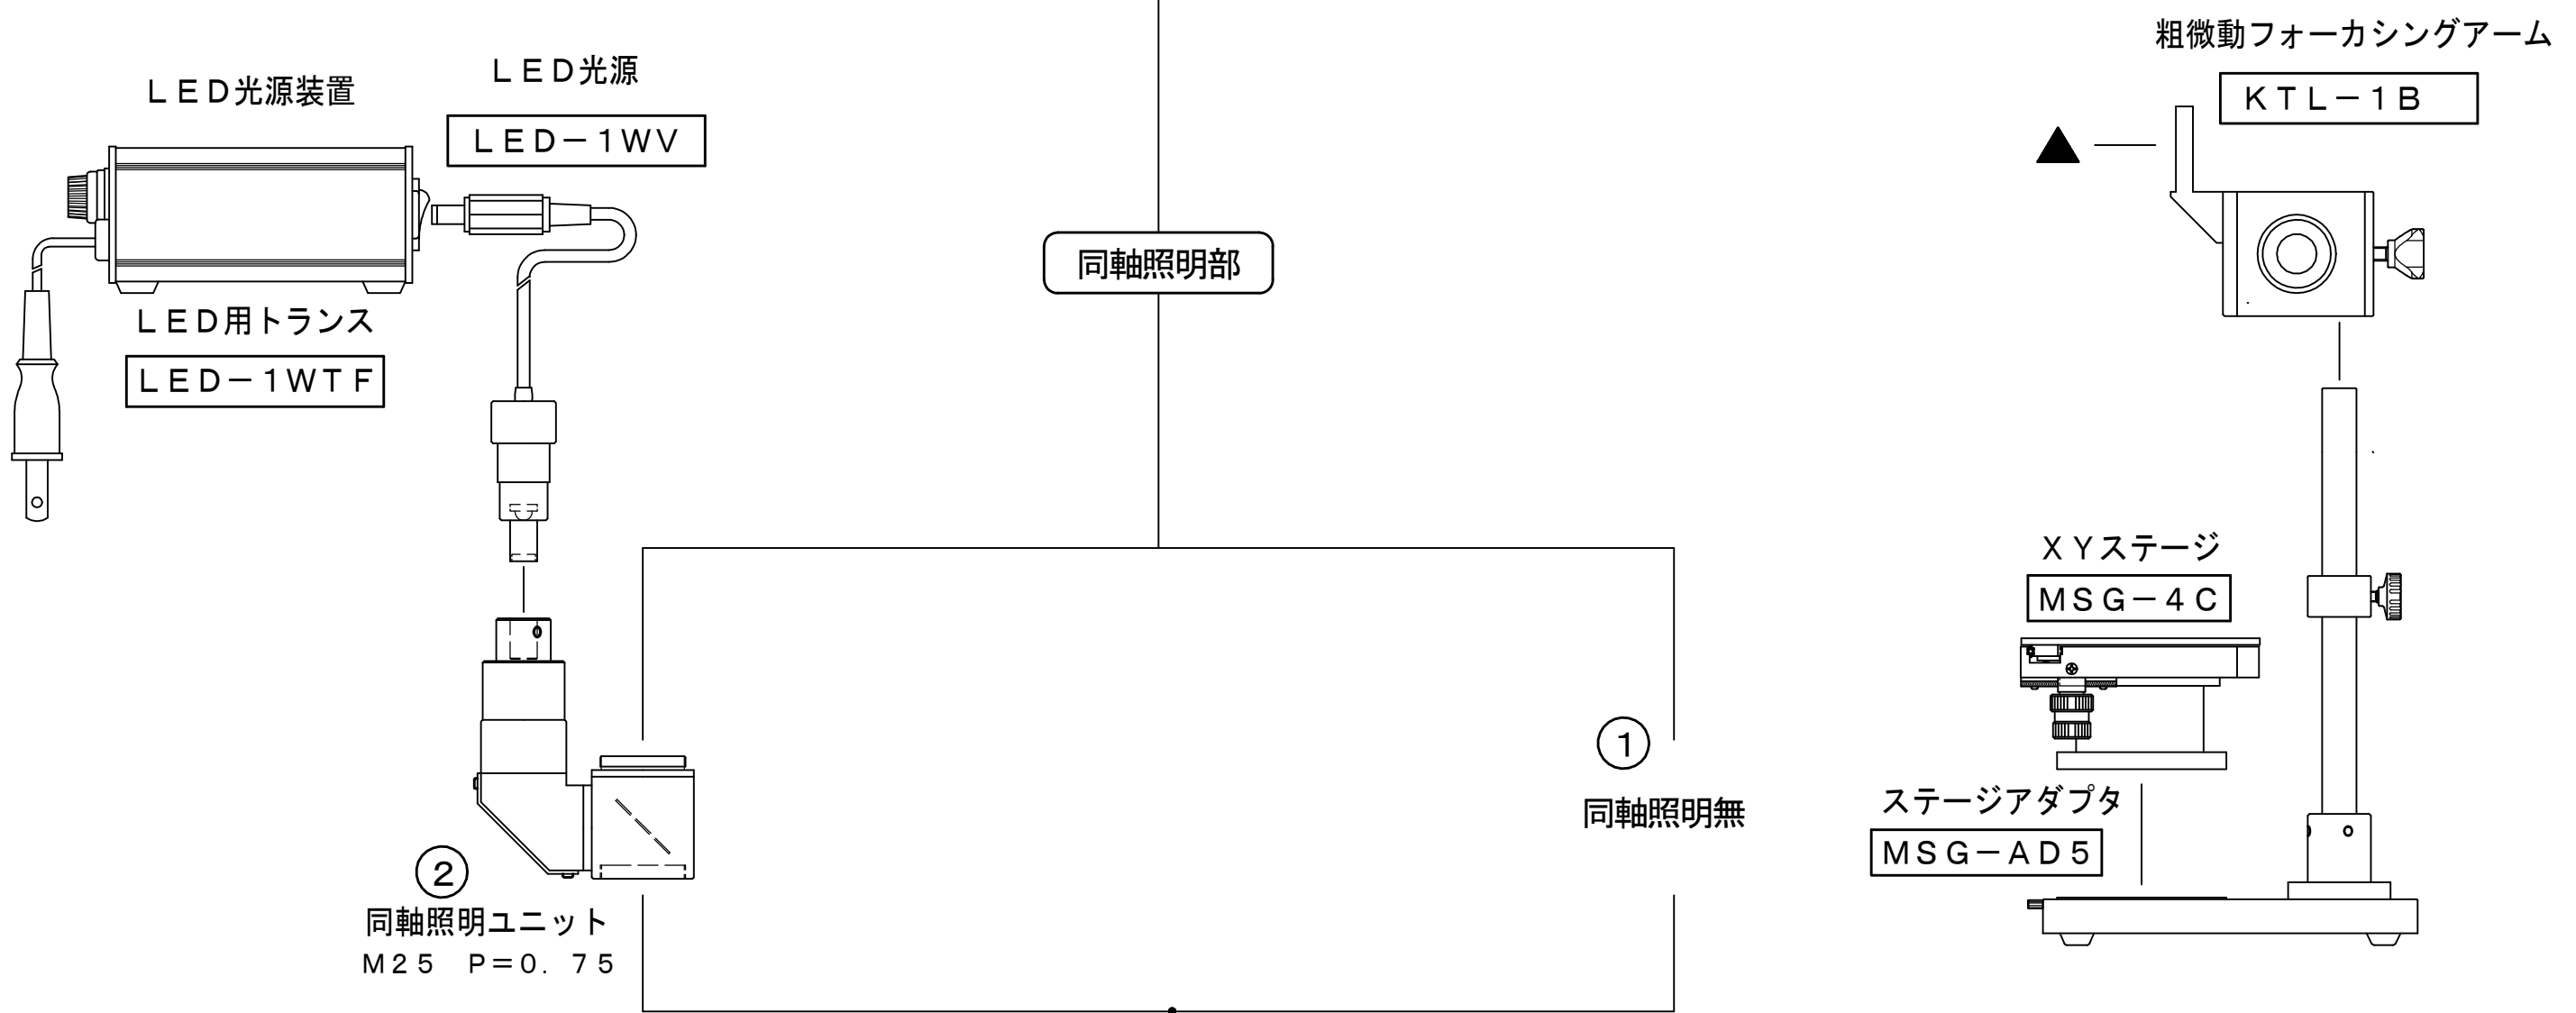 ＬＥＤ光源装置
ＬＥＤ用トランス
ＬＥＤ－１ＷＴＦ
ＬＥＤ光源
ＬＥＤ－１ＷＶ
②
同軸照明ユニット
Ｍ２５　Ｐ＝０．７５
同軸照明部
①
同軸照明無
粗微動フォーカシングアーム
ＫＴＬ－１Ｂ
▲
ＸＹステージ
ＭＳＧ－４Ｃ
ステージアダプタ
ＭＳＧ－ＡＤ５